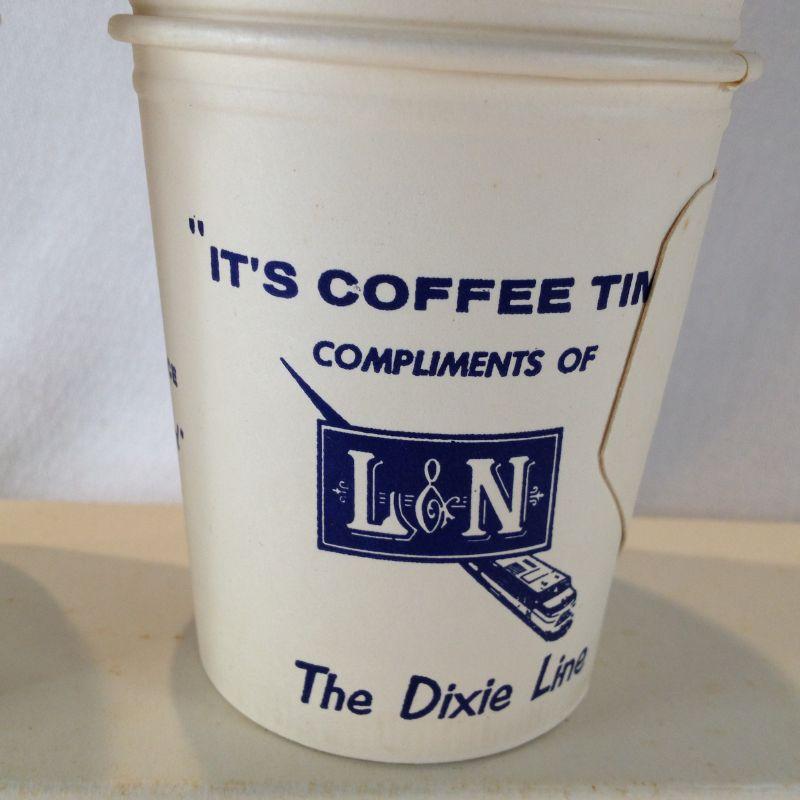 "IT'S COFFEE TIM
COMPLIMENTS OF
L & N
The Dixie Line